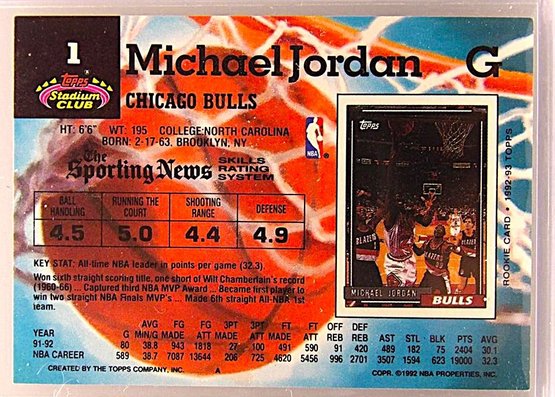 1
Topps
Stadium
CLUB
Michael Jordan G
CHICAGO BULLS
HT: 6'6" WT: 195 COLLEGE: NORTH CAROLINA
BORN: 2-17-63, BROOKLYN, NY
NBA
The Sporting News
SKILLS
RATING
SYSTEM
BALL HANDLING RUNNING THE COURT SHOOTING RANGE DEFENSE
4.5 5.0 4.4 4.9
KEY STAT: All-time NBA leader in points per game (32.3).
Won sixth straight scoring title, one short of Wilt Chamberlain's record
(1960-66) ... Captured third NBA MVP Award ... Became first player to
win two straight NBA Finals MVP's ... Made 6th straight All-NBA 1st
team.
TOPPS
BLAZERS
MICHAEL JORDAN
BULLS
ROOKIE CARD • 1992-93 TOPPS
AVG FG FG 3PT 3PT FT FT OFF DEF AVG
YEAR G MIN/G MADE ATT MADE ATT MADE ATT REB REB AST STL BLK PTS PTS
91-92 80 38.8 943 1818 27 100 491 590 91 420 489 182 75 2404 30.1
NBA CAREER 589 38.7 7087 13644 206 725 4620 5456 996 2701 3507 1594 623 19000 32.3
CREATED BY THE TOPPS COMPANY, INC. A COPR. ©1992 NBA PROPERTIES, INC.